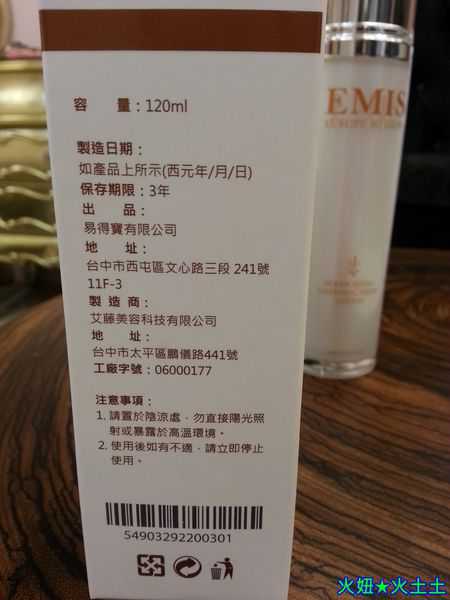 容 量：120ml
製造日期：
如產品上所示(西元年/月/日)
保存期限：3年
出 品：
易得寶有限公司
地 址：
台中市西屯區文心路三段 241號
11F-3
製 造 商：
艾藤美容科技有限公司
地 址：
台中市太平區鵬儀路441號
工廠字號：06000177
注意事項：
1. 請置於陰涼處，勿直接陽光照
射或暴露於高溫環境。
2. 使用後如有不適，請立即停止
使用。
54903292200301
EMIS
火妞★火土土